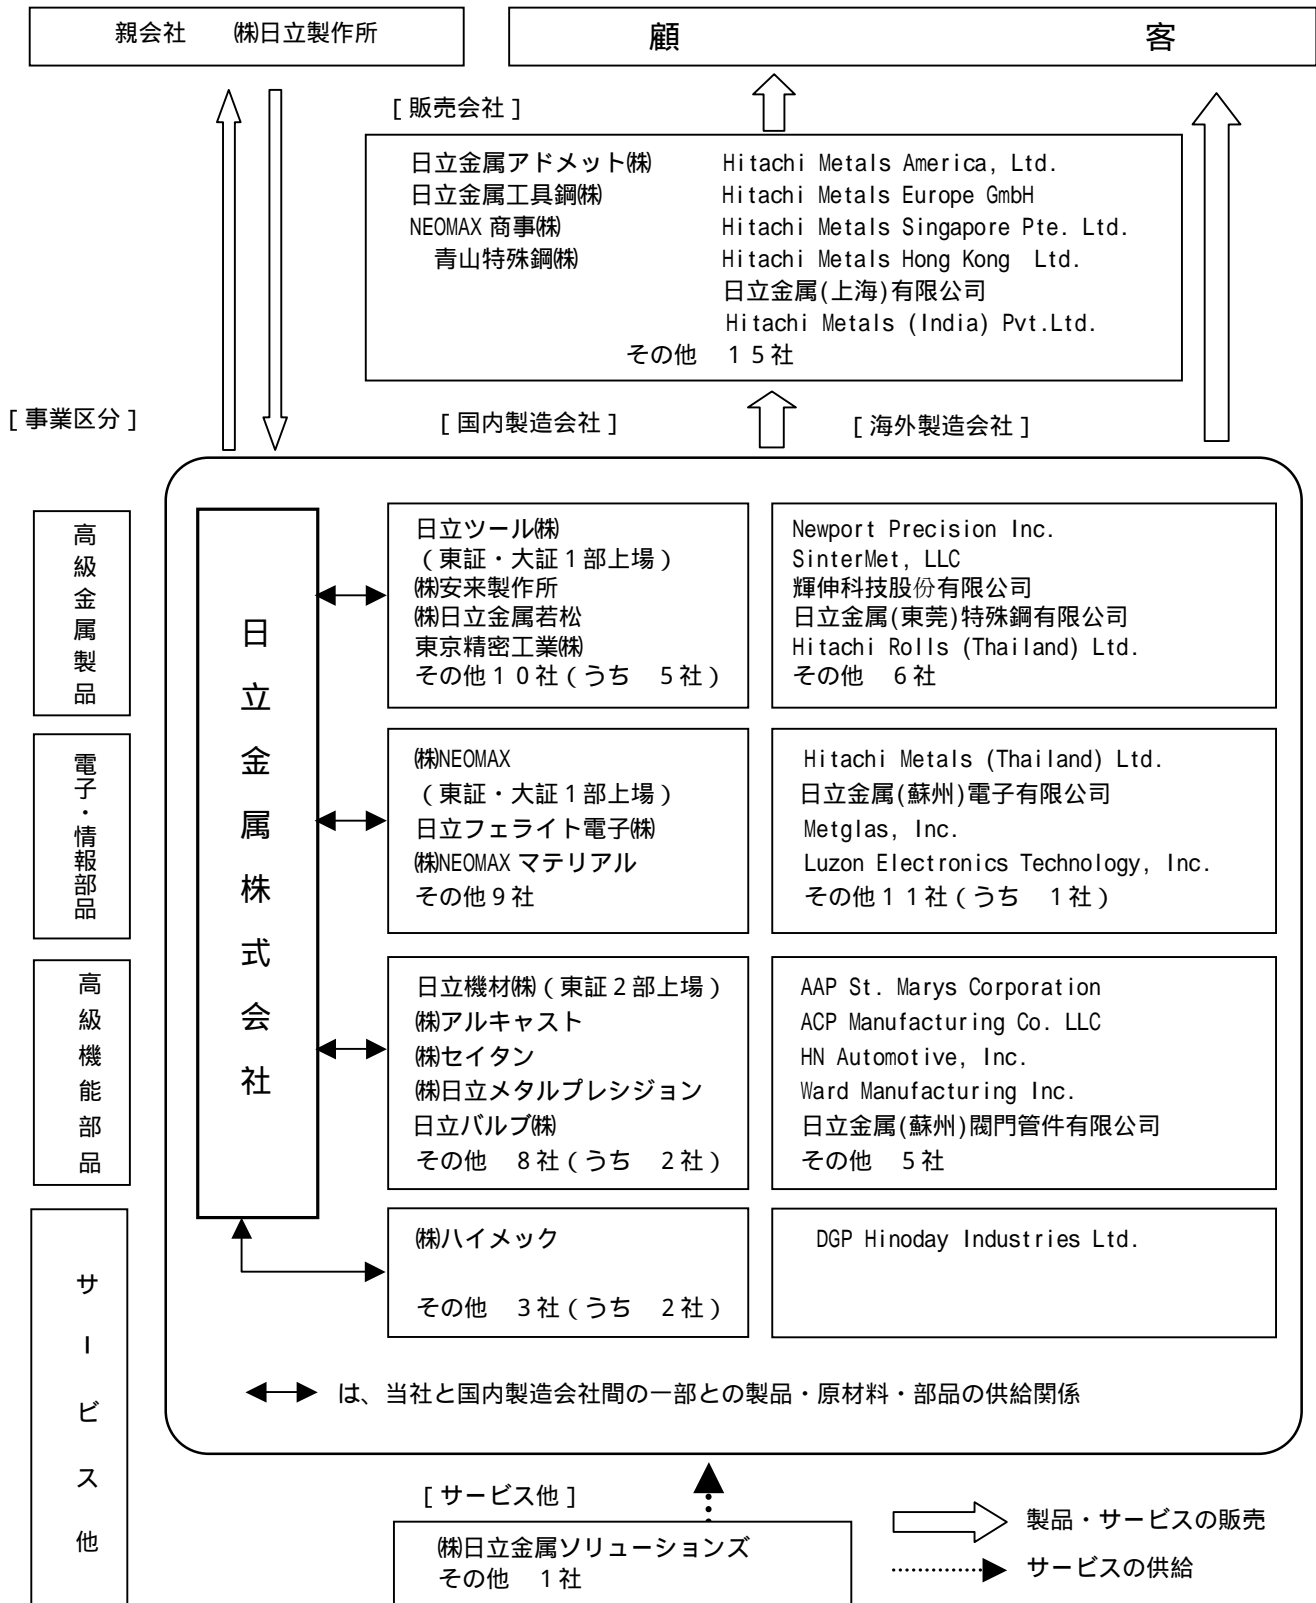 親会社　㈱日立製作所
顧　客
[ 販売会社 ]
日立金属アドメット㈱
日立金属工具鋼㈱
NEOMAX 商事㈱
青山特殊鋼㈱
Hitachi Metals America, Ltd.
Hitachi Metals Europe GmbH
Hitachi Metals Singapore Pte. Ltd.
Hitachi Metals Hong Kong Ltd.
日立金属(上海)有限公司
Hitachi Metals (India) Pvt.Ltd.
その他　１５社
[ 事業区分 ]
[ 国内製造会社 ]
[ 海外製造会社 ]
日立金属株式会社
高級金属製品
日立ツール㈱
（東証・大証１部上場）
㈱安来製作所
㈱日立金属若松
東京精密工業㈱
その他１０社（うち　５社）
Newport Precision Inc.
SinterMet, LLC
輝伸科技股份有限公司
日立金属(東莞)特殊鋼有限公司
Hitachi Rolls (Thailand) Ltd.
その他　６社
電子・情報部品
㈱NEOMAX
（東証・大証１部上場）
日立フェライト電子㈱
㈱NEOMAX マテリアル
その他９社
Hitachi Metals (Thailand) Ltd.
日立金属(蘇州)電子有限公司
Metglas, Inc.
Luzon Electronics Technology, Inc.
その他１１社（うち　１社）
高級機能部品
日立機材㈱（東証２部上場）
㈱アルキャスト
㈱セイタン
㈱日立メタルプレシジョン
日立バルブ㈱
その他　８社（うち　２社）
AAP St. Marys Corporation
ACP Manufacturing Co. LLC
HN Automotive, Inc.
Ward Manufacturing Inc.
日立金属(蘇州)閥門管件有限公司
その他　５社
サービス他
㈱ハイメック
その他　３社（うち　２社）
DGP Hinoday Industries Ltd.
は、当社と国内製造会社間の一部との製品・原材料・部品の供給関係
[ サービス他 ]
㈱日立金属ソリューションズ
その他　１社
製品・サービスの販売
サービスの供給